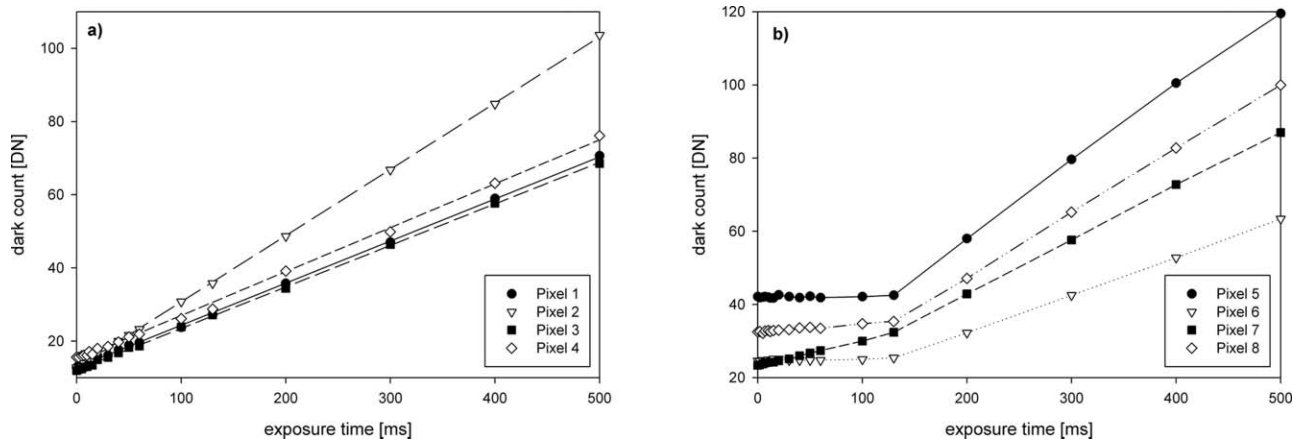 a)
dark count [DN]
100
80
60
40
20
0 100 200 300 400 500
exposure time [ms]
Pixel 1
Pixel 2
Pixel 3
Pixel 4
b)
dark count [DN]
120
100
80
60
40
20
0 100 200 300 400 500
exposure time [ms]
Pixel 5
Pixel 6
Pixel 7
Pixel 8